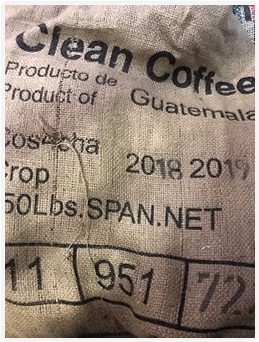 Clean Coffee
Producto de
Product of Guatemala
Cosecha
Crop 2018 2019
50Lbs.SPAN.NET
11 951 72